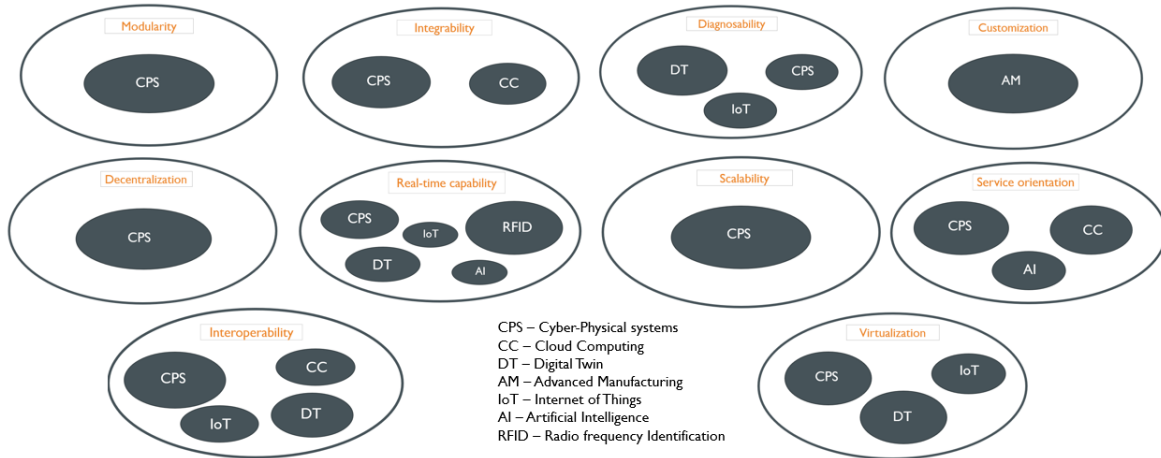 Modularity
CPS
Integrability
CPS
CC
Diagnosability
DT
CPS
IoT
Customization
AM
Decentralization
CPS
Real-time capability
CPS
IoT
RFID
DT
AI
Scalability
CPS
Service orientation
CPS
CC
AI
Interoperability
CPS
CC
IoT
DT
CPS – Cyber-Physical systems
CC – Cloud Computing
DT – Digital Twin
AM – Advanced Manufacturing
IoT – Internet of Things
AI – Artificial Intelligence
RFID – Radio frequency Identification
Virtualization
CPS
IoT
DT